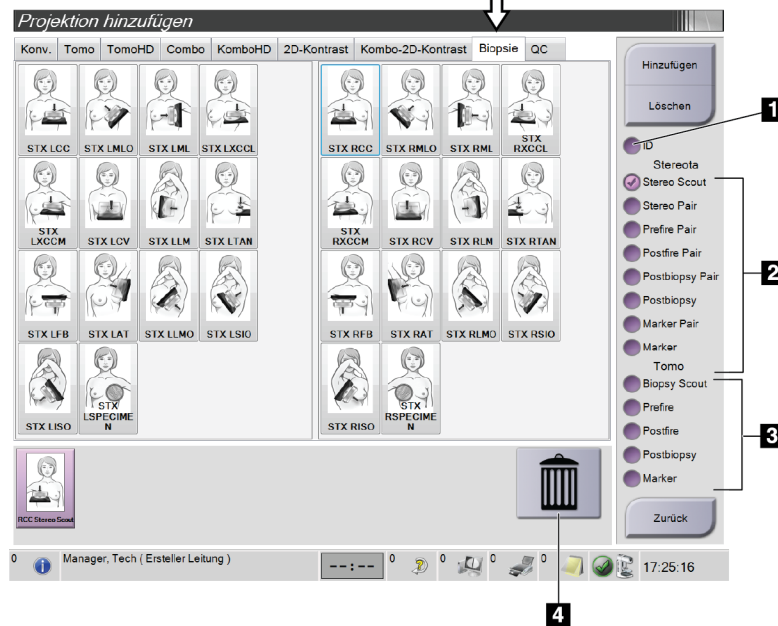 Projektion hinzufügen
Konv. Tomo TomoHD Combo KomboHD 2D-Kontrast Kombo-2D-Kontrast Biopsie QC
STX LCC STX LMLO STX LML STX LXCCL
STX LXCCM STX LCV STX LLM STX LTAN
STX LFB STX LAT STX LLMO STX LSIO
STX LISO STX LSPECIMEN
STX RCC STX RMLO STX RML STX RXCCL
STX RXCCM STX RCV STX RLM STX RTAN
STX RFB STX RAT STX RLMO STX RSIO
STX RISO STX RSPECIMEN
Hinzufügen
Löschen
1
ID
Stereota
Stereo Scout
Stereo Pair
Prefire Pair
Postfire Pair
Postbiopsy Pair
2
Postbiopsy
Marker Pair
Marker
Tomo
Biopsy Scout
Prefire
Postfire
3
Postbiopsy
Marker
Zurück
RCC Stereo Scout
0 Manager, Tech ( Ersteller Leitung ) --:-- 0 0 0 0 17:25:16
4